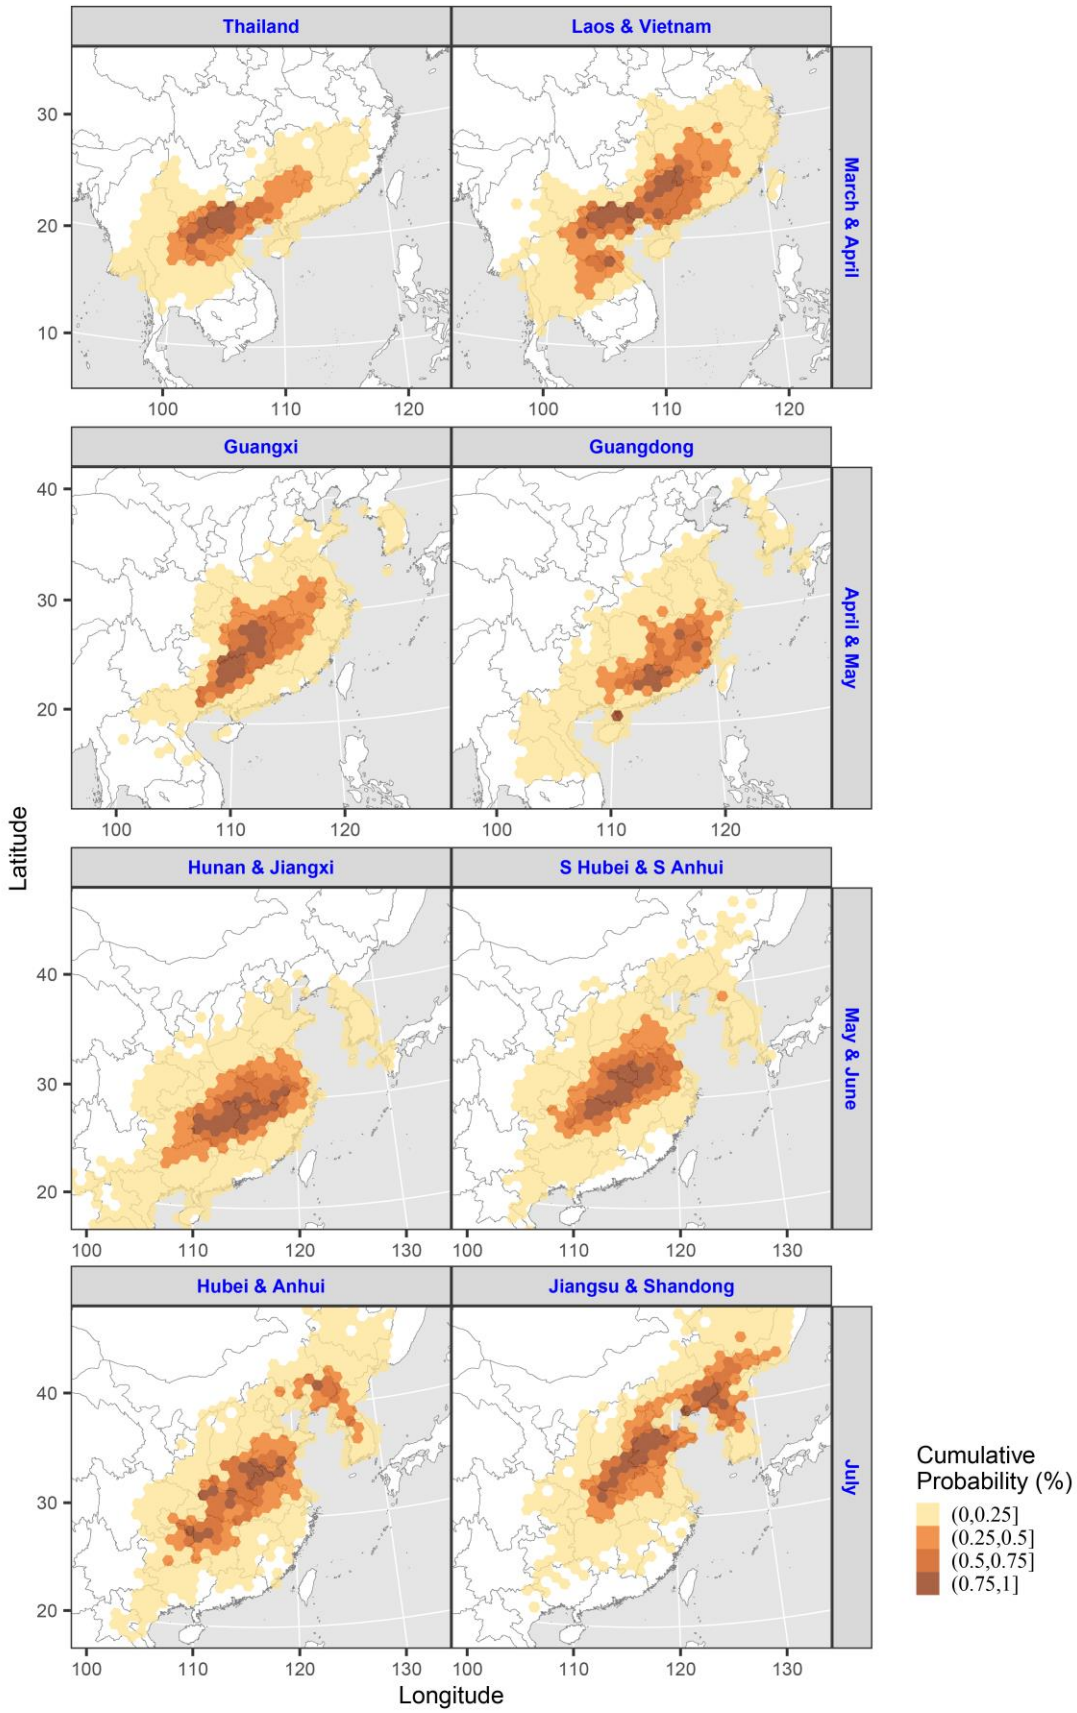 Thailand
Laos & Vietnam
30
20
10
March & April
100
110
120
100
110
120
Guangxi
Guangdong
40
30
20
April & May
100
110
120
100
110
120
Latitude
Hunan & Jiangxi
S Hubei & S Anhui
40
30
20
May & June
100
110
120
130
100
110
120
130
Hubei & Anhui
Jiangsu & Shandong
40
30
20
July
100
110
120
130
100
110
120
130
Longitude
Cumulative
Probability (%)
(0,0.25]
(0.25,0.5]
(0.5,0.75]
(0.75,1]